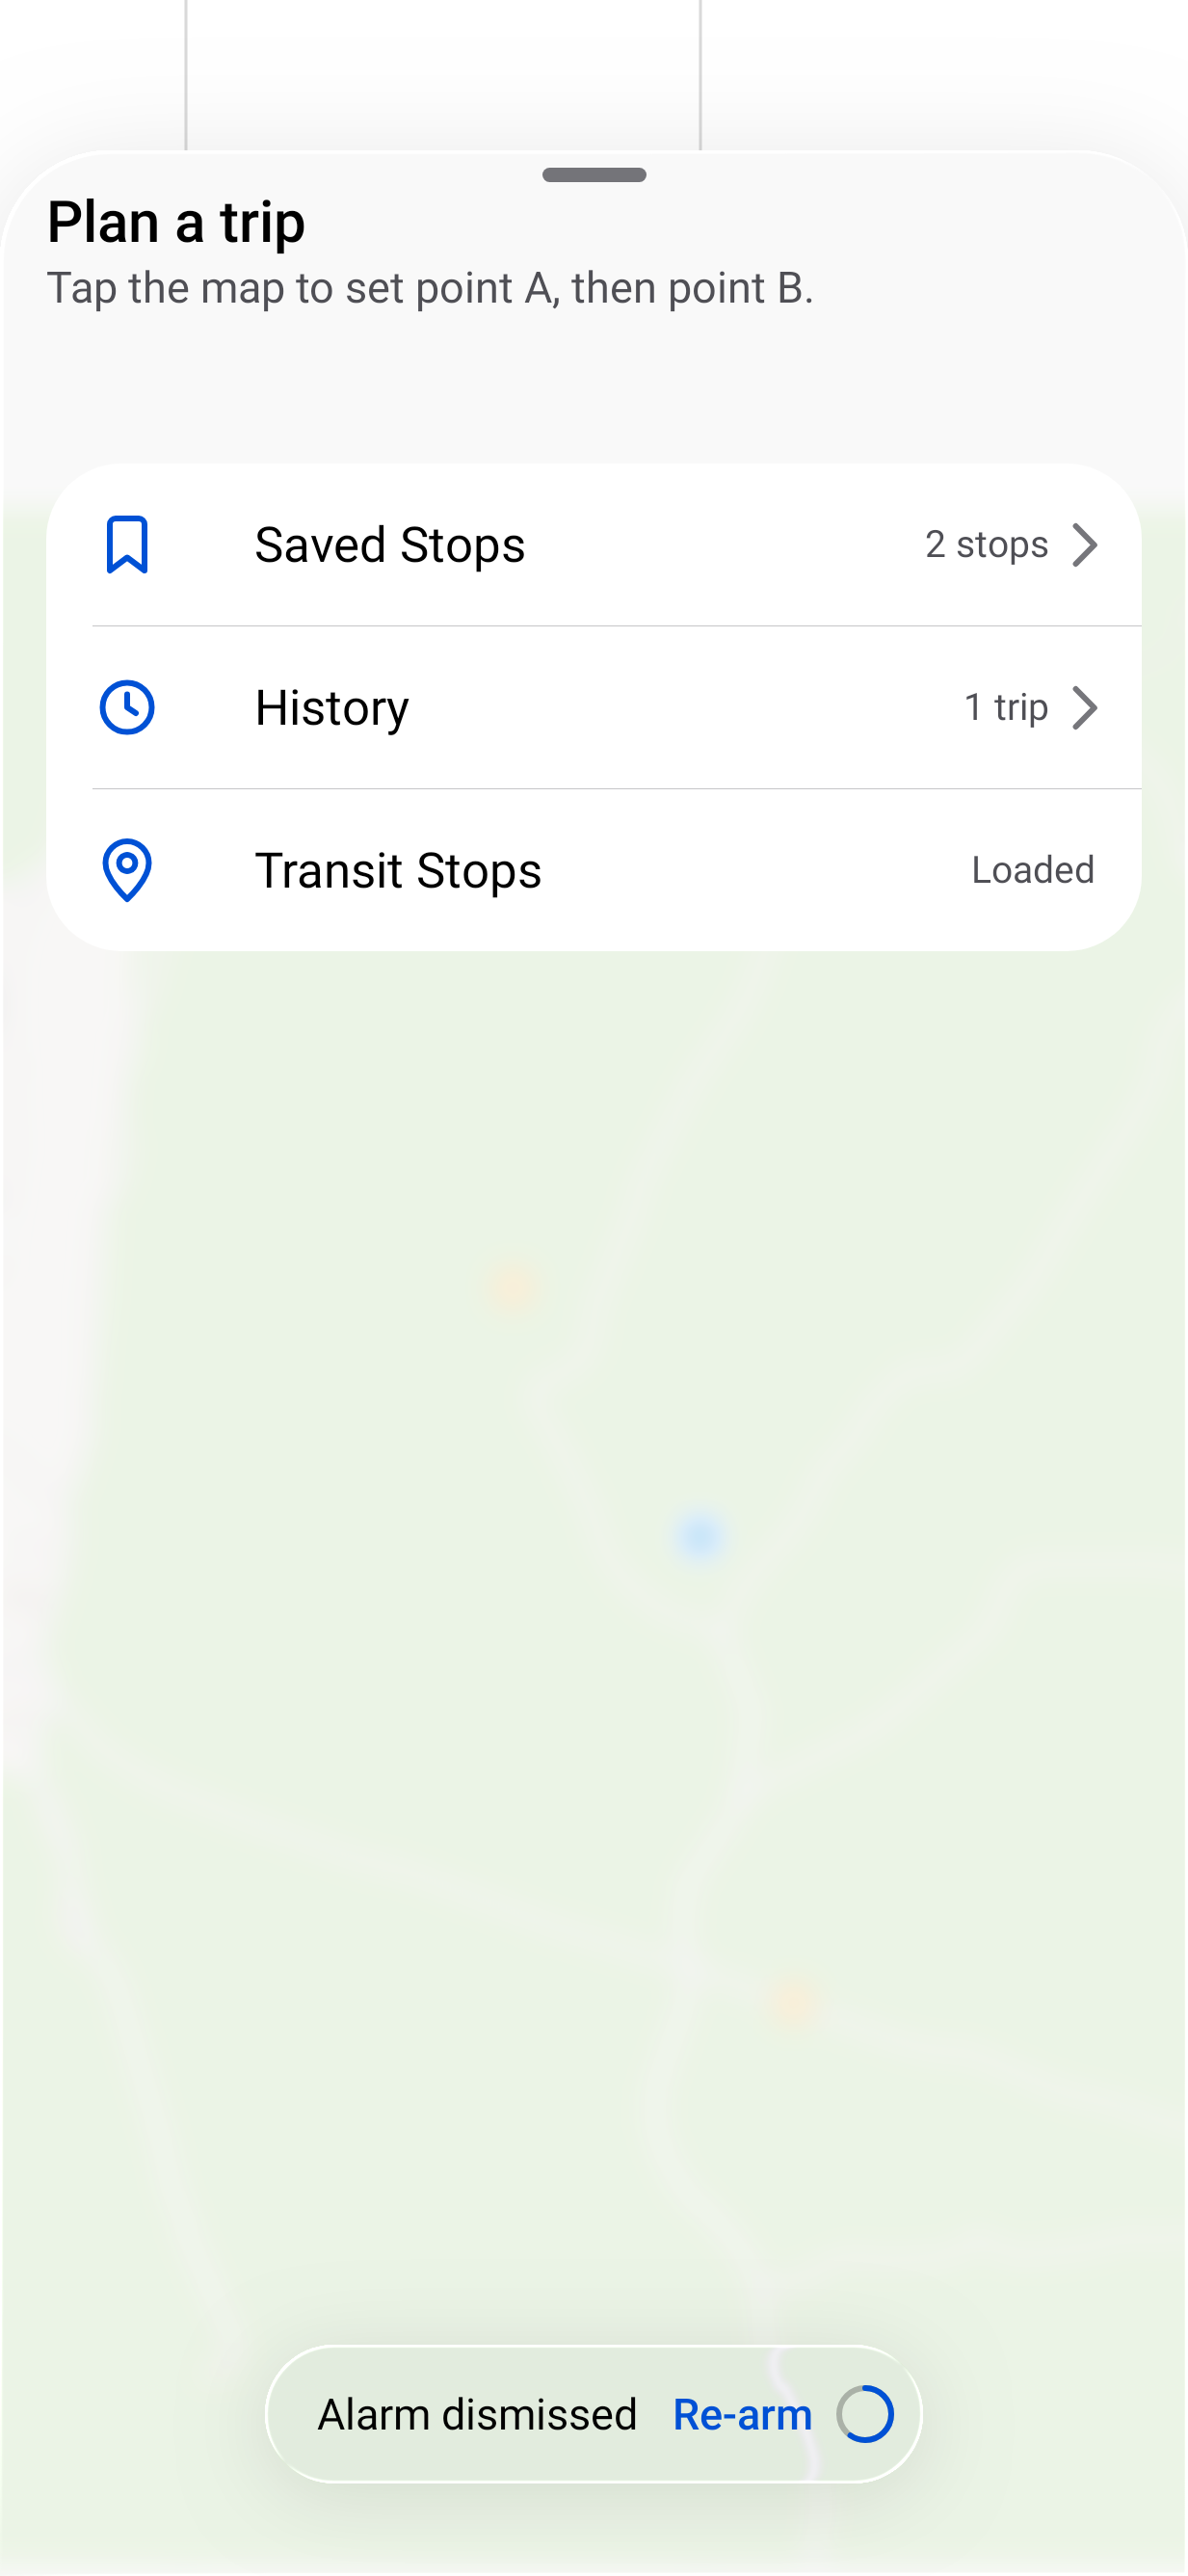 Plan a trip
Tap the map to set point A, then point B.
Saved Stops 2 stops
History 1 trip
Transit Stops Loaded
Alarm dismissed Re-arm